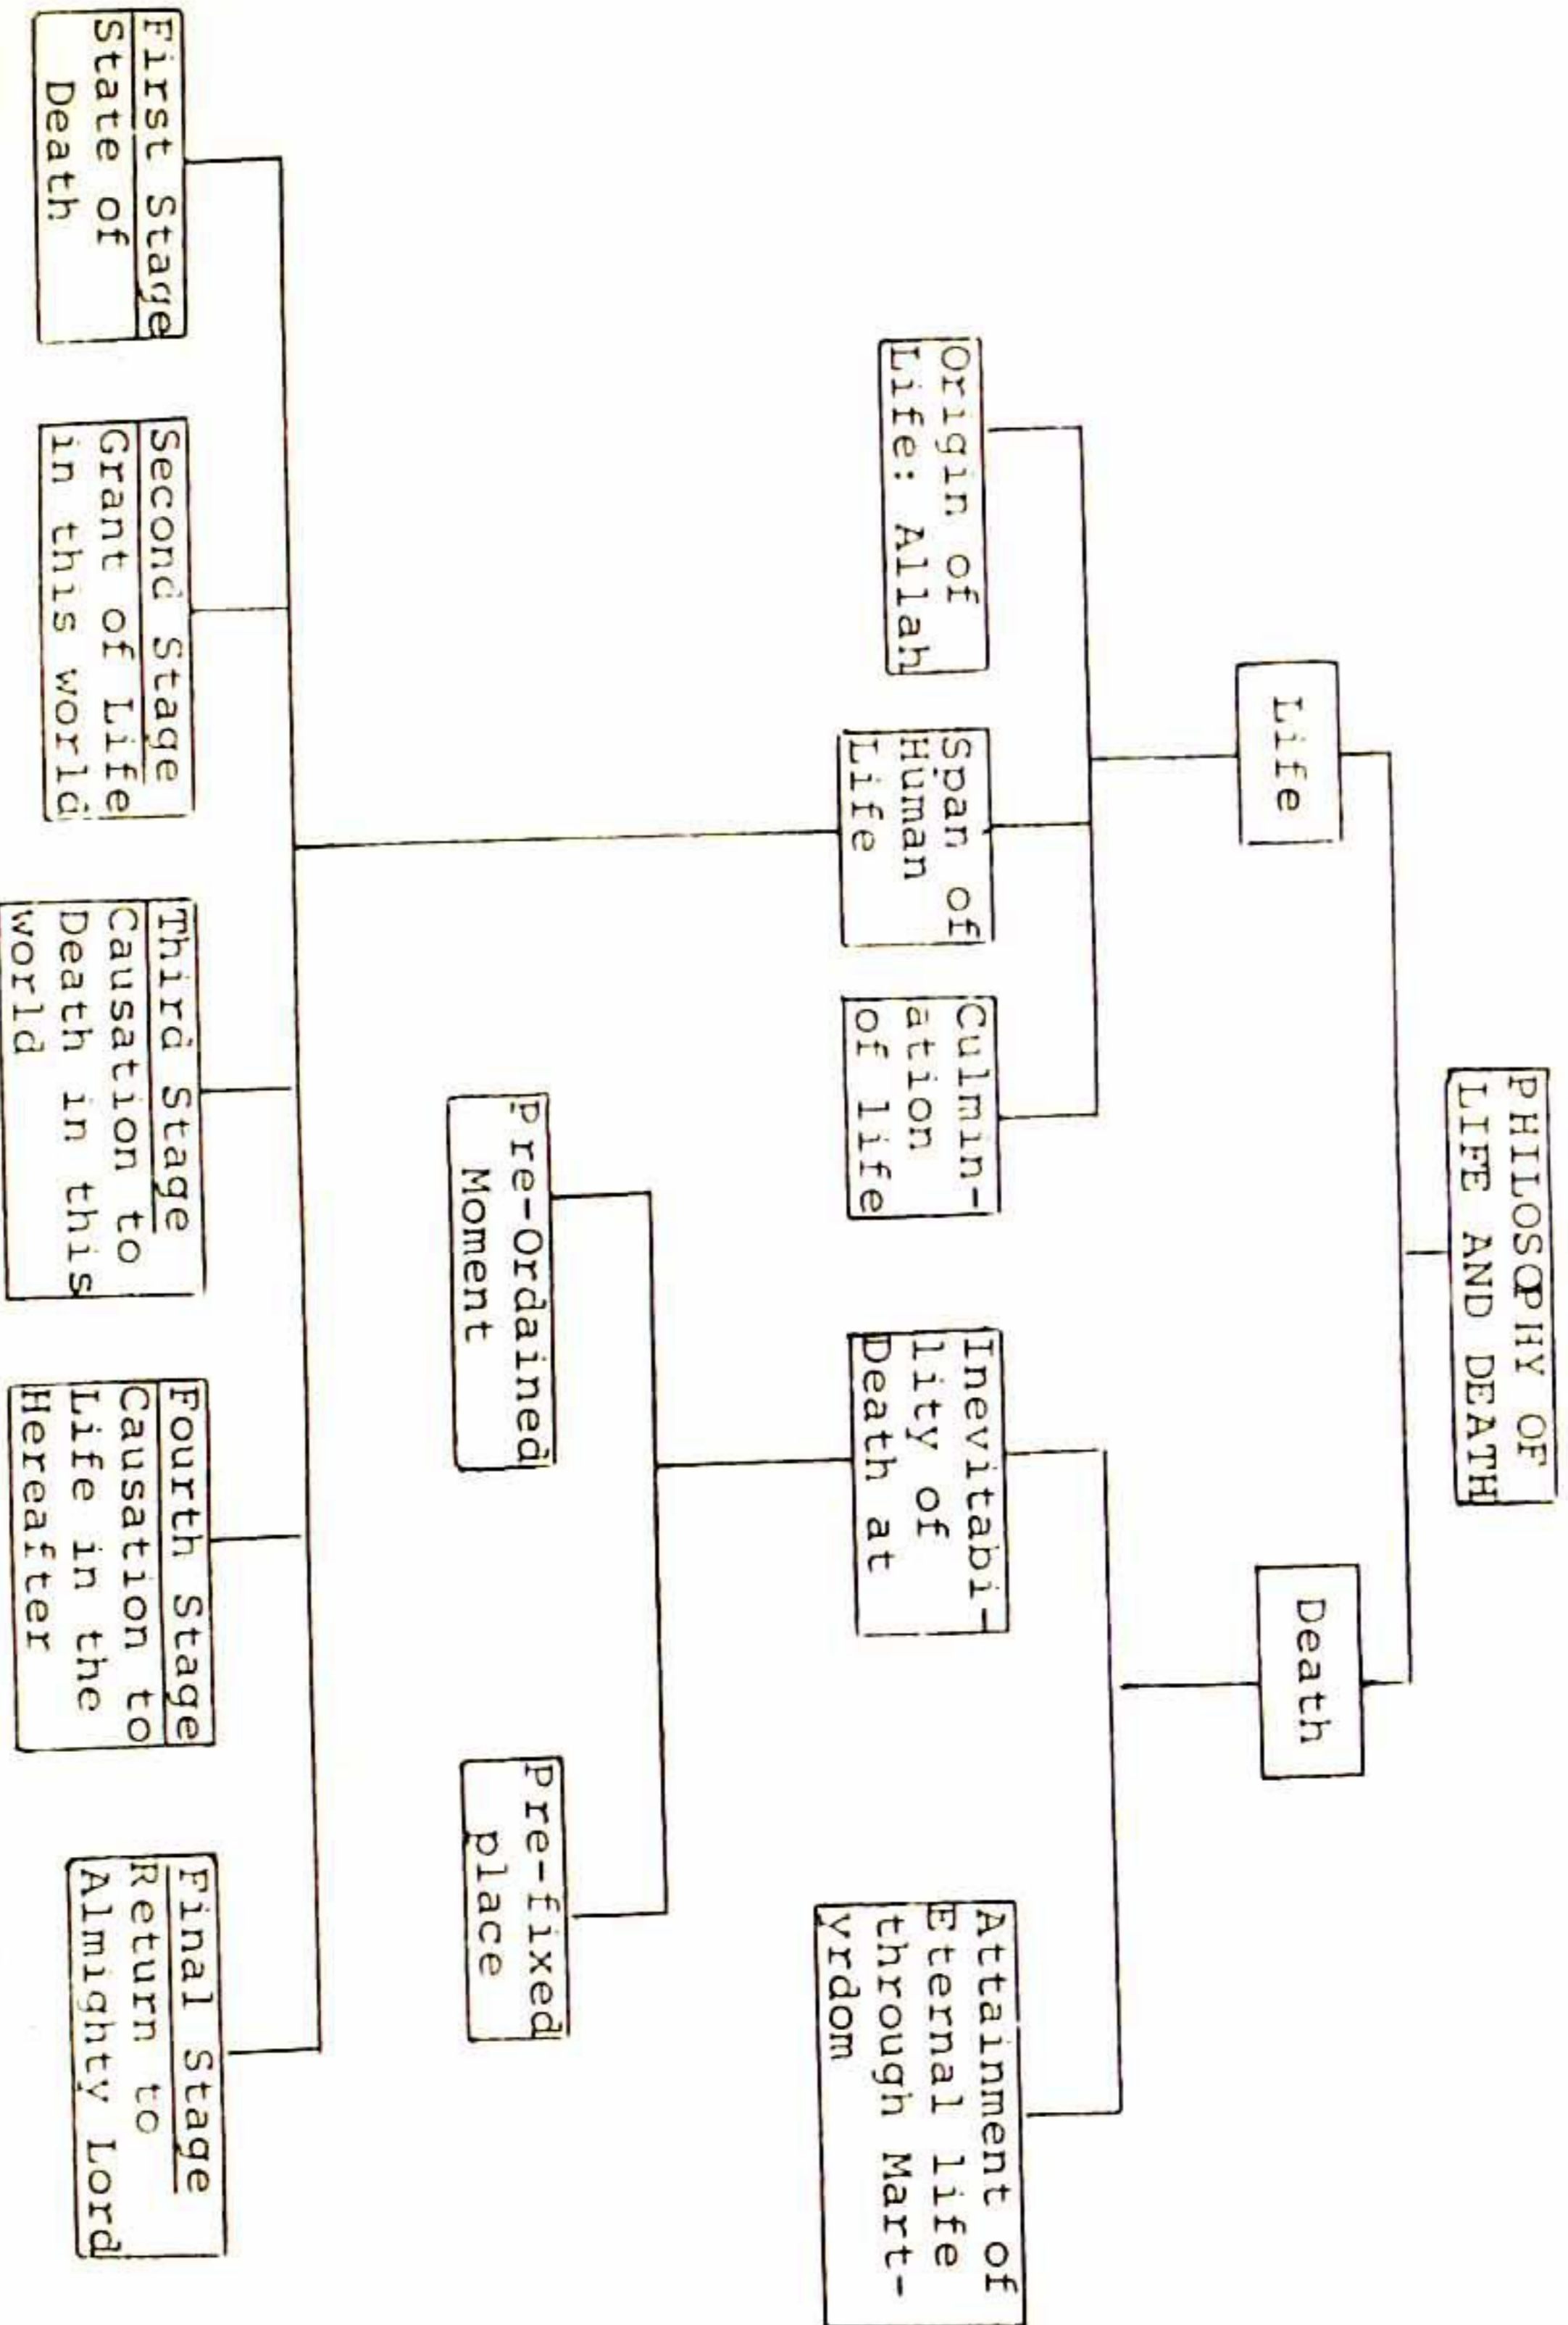 PHILOSOPHY OF
LIFE AND DEATH
Life
Death
Origin of
Life: Allah
Span of
Human
Life
Culmin-
ation
of life
Inevitabi-
lity of
Death at
Attainment of
Eternal life
through Mart-
yrdom
Pre-Ordained
Moment
Pre-fixed
place
First Stage
State of
Death
Second Stage
Grant of Life
in this world
Third Stage
Causation to
Death in this
world
Fourth Stage
Causation to
Life in the
Hereafter
Final Stage
Return to
Almighty Lord